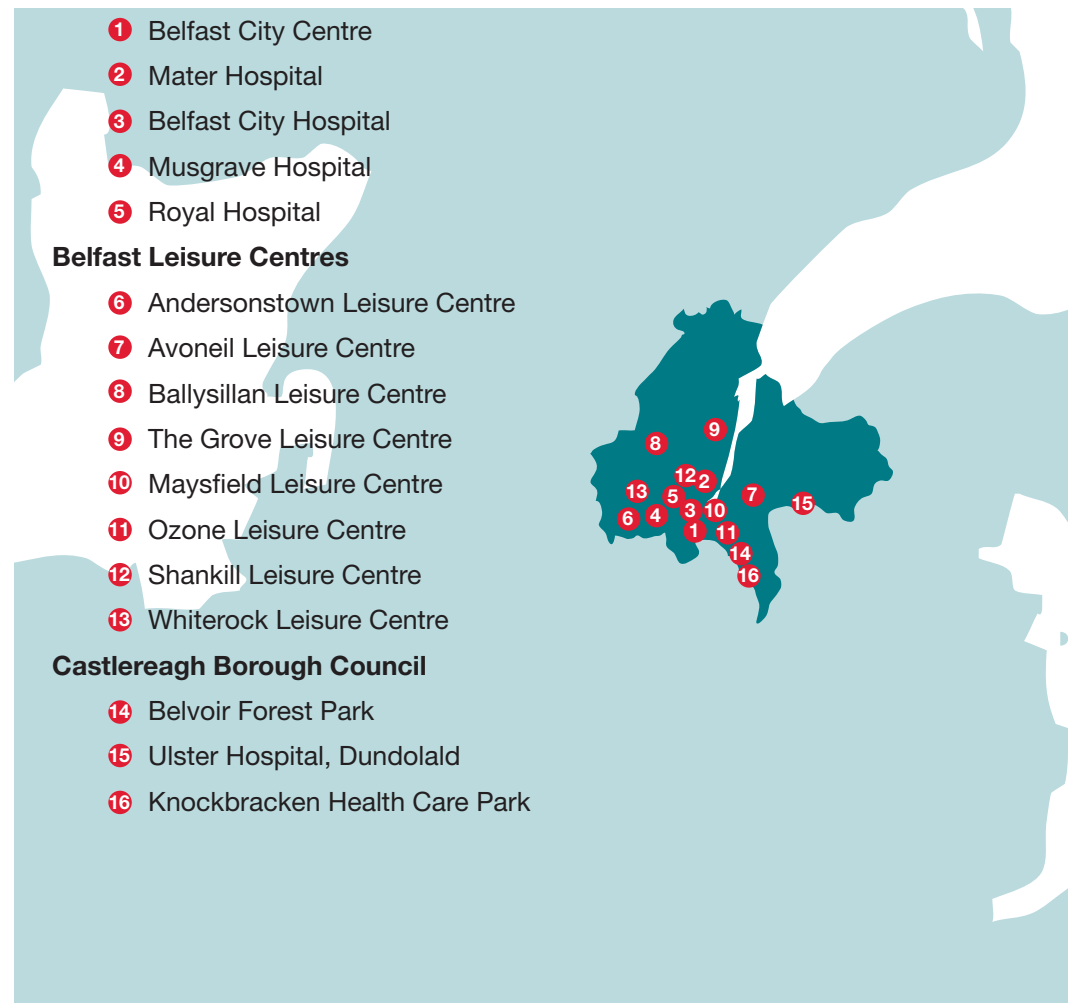 1 Belfast City Centre
2 Mater Hospital
3 Belfast City Hospital
4 Musgrave Hospital
5 Royal Hospital
Belfast Leisure Centres
6 Andersonstown Leisure Centre
7 Avoneil Leisure Centre
8 Ballysillan Leisure Centre
9 The Grove Leisure Centre
10 Maysfield Leisure Centre
11 Ozone Leisure Centre
12 Shankill Leisure Centre
13 Whiterock Leisure Centre
Castlereagh Borough Council
14 Belvoir Forest Park
15 Ulster Hospital, Dundolald
16 Knockbracken Health Care Park
9
8
12 2
13 5 7 15
6 4 3 10
1 11
14
16